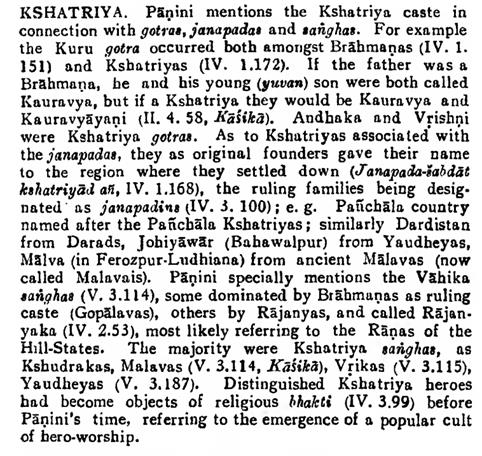 KSHATRIYA. Pāṇini mentions the Kshatriya caste in
connection with gotras, janapadas and saṅghas. For example
the Kuru gotra occurred both amongst Brāhmaṇas (IV. 1.
151) and Kshatriyas (IV. 1.172). If the father was a
Brāhmaṇa, he and his young (yuvan) son were both called
Kauravya, but if a Kshatriya they would be Kauravya and
Kauravyāyaṇi (II. 4. 58, Kāśikā). Andhaka and Vṛishṇi
were Kshatriya gotras. As to Kshatriyas associated with
the janapadas, they as original founders gave their name
to the region where they settled down (Janapada-śabdāt
kshatriyād añ, IV. 1.168), the ruling families being desig-
nated as janapadins (IV. 3. 100); e. g. Pañchāla country
named after the Pañchāla Kshatriyas; similarly Dardistan
from Darads, Johiyāwār (Bahawalpur) from Yaudheyas,
Mālva (in Ferozpur-Ludhiana) from ancient Mālavas (now
called Malavais). Pāṇini specially mentions the Vāhika
saṅghas (V. 3.114), some dominated by Brāhmaṇas as ruling
caste (Gopālavas), others by Rājanyas, and called Rājan-
yaka (IV. 2.53), most likely referring to the Rāṇas of the
Hill-States. The majority were Kshatriya saṅghas, as
Kshudrakas, Malavas (V. 3.114, Kāśikā), Vṛikas (V. 3.115),
Yaudheyas (V. 3.187). Distinguished Kshatriya heroes
had become objects of religious bhakti (IV. 3.99) before
Pāṇini's time, referring to the emergence of a popular cult
of hero-worship.